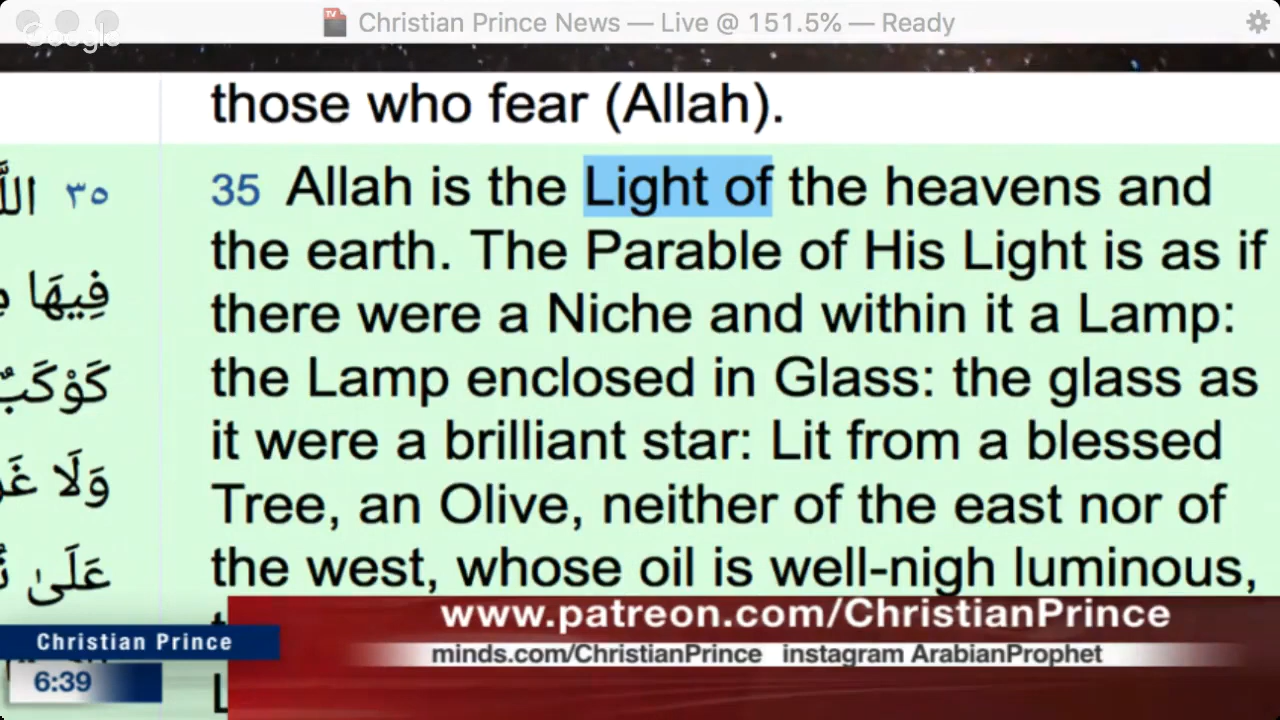 Christian Prince News — Live @ 151.5% — Ready
Google
those who fear (Allah).
35 Allah is the Light of the heavens and
the earth. The Parable of His Light is as if
there were a Niche and within it a Lamp:
the Lamp enclosed in Glass: the glass as
it were a brilliant star: Lit from a blessed
Tree, an Olive, neither of the east nor of
the west, whose oil is well-nigh luminous,
٣٥
فِيهَا
وَلَا
عَلَىٰ
www.patreon.com/ChristianPrince
Christian Prince
minds.com/ChristianPrince instagram ArabianProphet
6:39